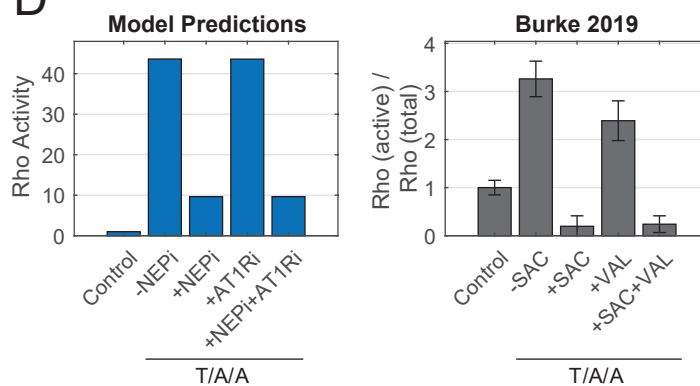 D
Model Predictions
Rho Activity
40
30
20
10
0
Control
-NEPi
+NEPi
+AT1Ri
+NEPi+AT1Ri
T/A/A
Burke 2019
Rho (active) /
Rho (total)
4
3
2
1
0
Control
-SAC
+SAC
+VAL
+SAC+VAL
T/A/A